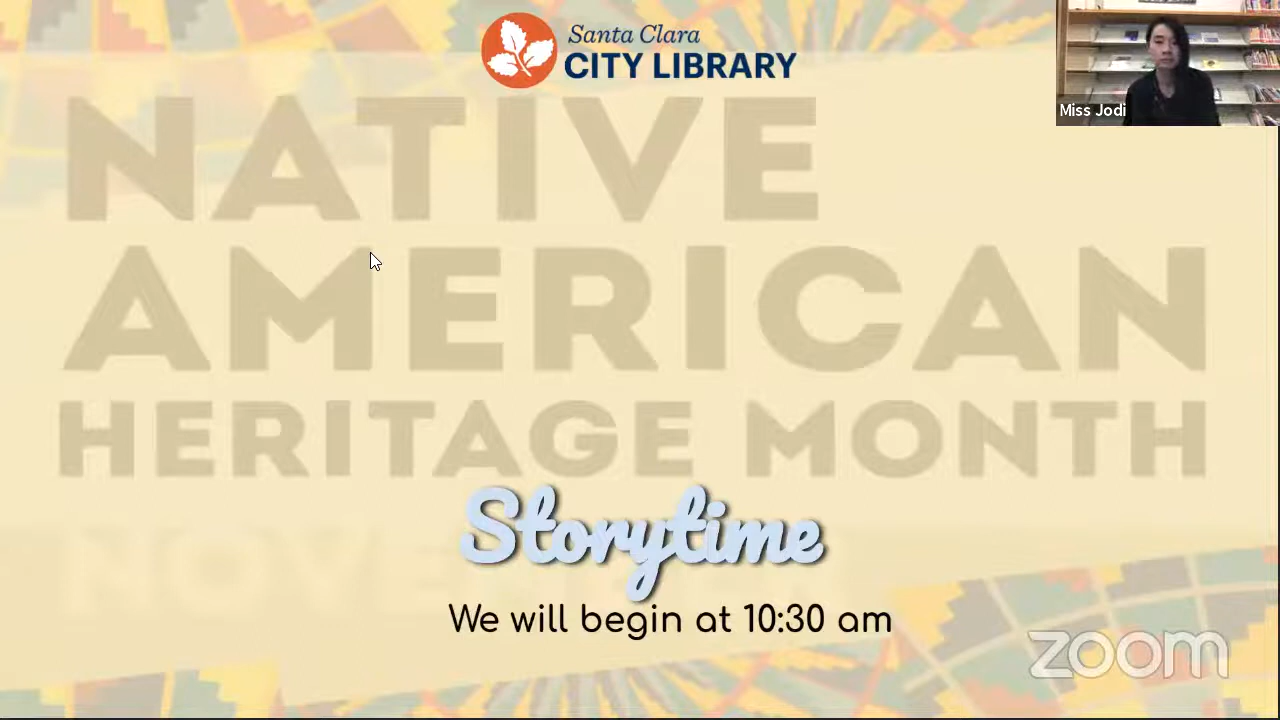 Santa Clara
CITY LIBRARY
Miss Jodi
NATIVE
AMERICAN
HERITAGE MONTH
Storytime
We will begin at 10:30 am
zoom